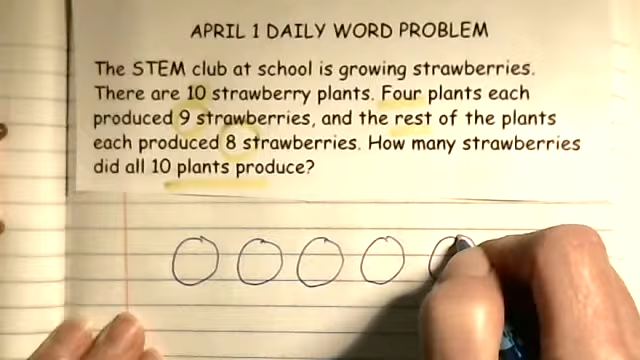 APRIL 1 DAILY WORD PROBLEM
The STEM club at school is growing strawberries.
There are 10 strawberry plants. Four plants each
produced 9 strawberries, and the rest of the plants
each produced 8 strawberries. How many strawberries
did all 10 plants produce?